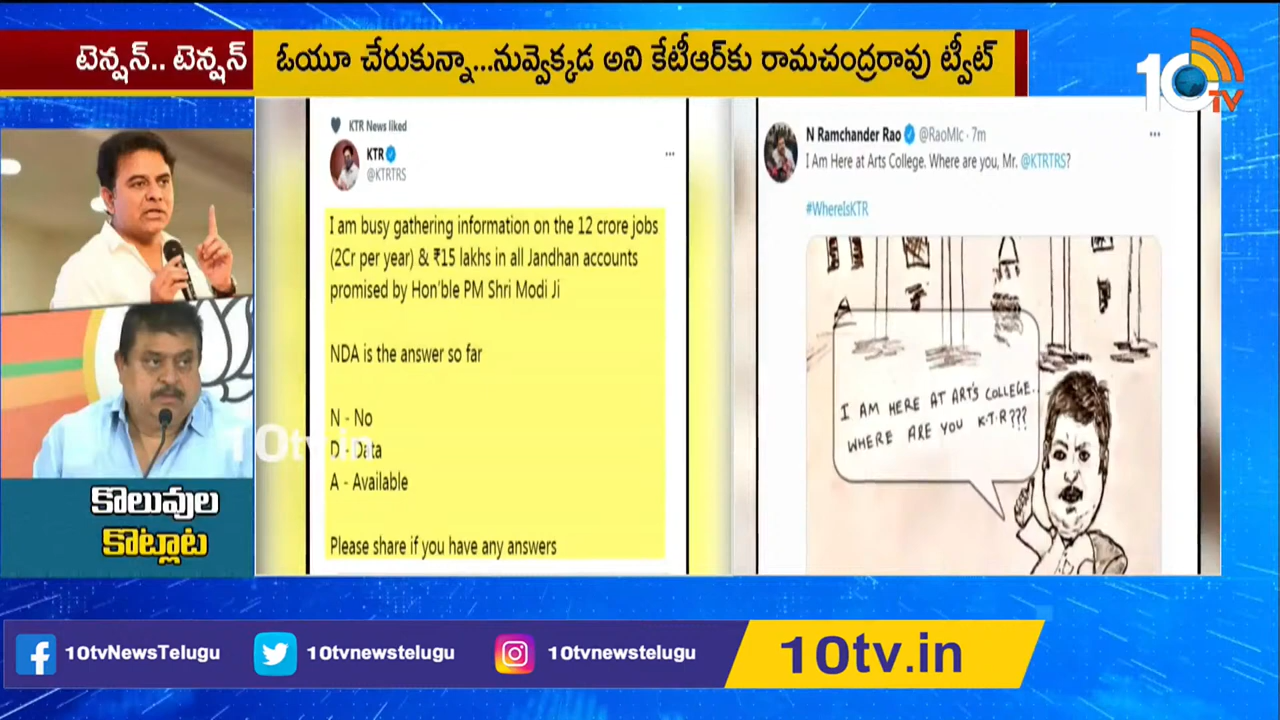 టెన్షన్.. టెన్షన్
ఓయూ చేరుకున్నా...నువ్వెక్కడ అని కేటీఆర్‌కు రామచంద్రరావు ట్వీట్
10TV
KTR News liked
KTR
@KTRTRS
I am busy gathering information on the 12 crore jobs
(2Cr per year) & ₹15 lakhs in all Jandhan accounts
promised by Hon'ble PM Shri Modi Ji
NDA is the answer so far
N - No
D - Data
A - Available
Please share if you have any answers
N Ramchander Rao @RaoMlc · 7m
I Am Here at Arts College. Where are you, Mr. @KTRTRS?
#WhereIsKTR
I AM HERE AT ART'S COLLEGE..
WHERE ARE YOU K.T.R???
10tv.in
కొలువుల
కొట్లాట
10tvNewsTelugu
10tvnewstelugu
10tvnewstelugu
10tv.in